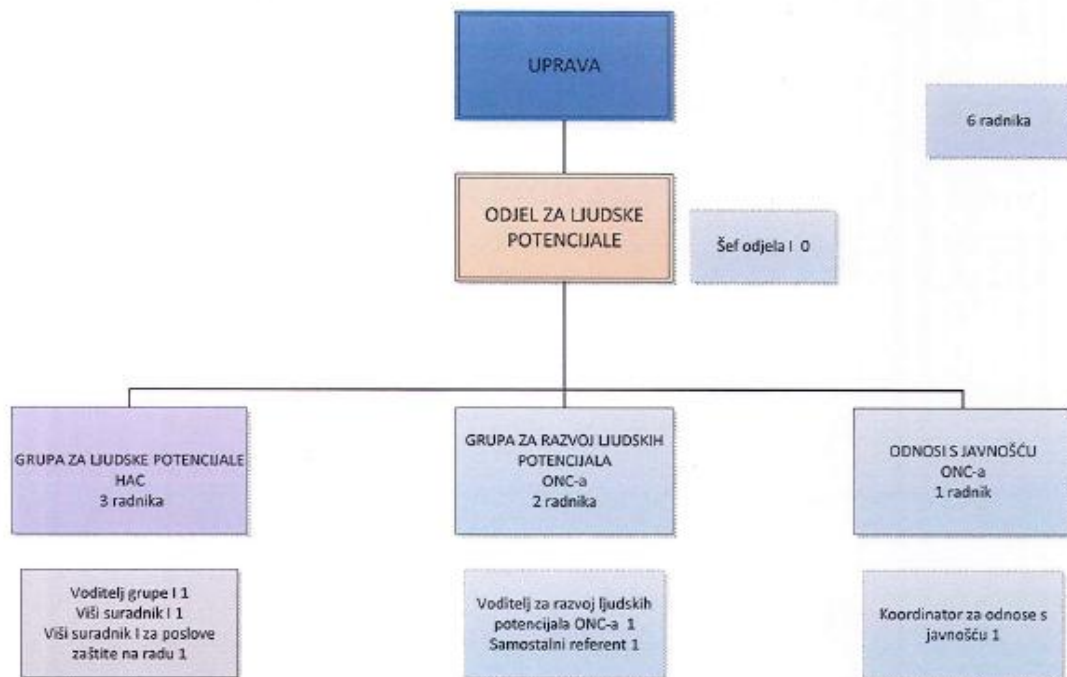 UPRAVA
6 radnika
ODJEL ZA LJUDSKE
POTENCIJALE
Šef odjela I 0
GRUPA ZA LJUDSKE POTENCIJALE
HAC
3 radnika
GRUPA ZA RAZVOJ LJUDSKIH
POTENCIJALA
ONC-a
2 radnika
ODNOSI S JAVNOŠĆU
ONC-a
1 radnik
Voditelj grupe I 1
Viši suradnik I 1
Viši suradnik I za poslove
zaštite na radu 1
Voditelj za razvoj ljudskih
potencijala ONC-a 1
Samostalni referent 1
Koordinator za odnose s
javnošću 1